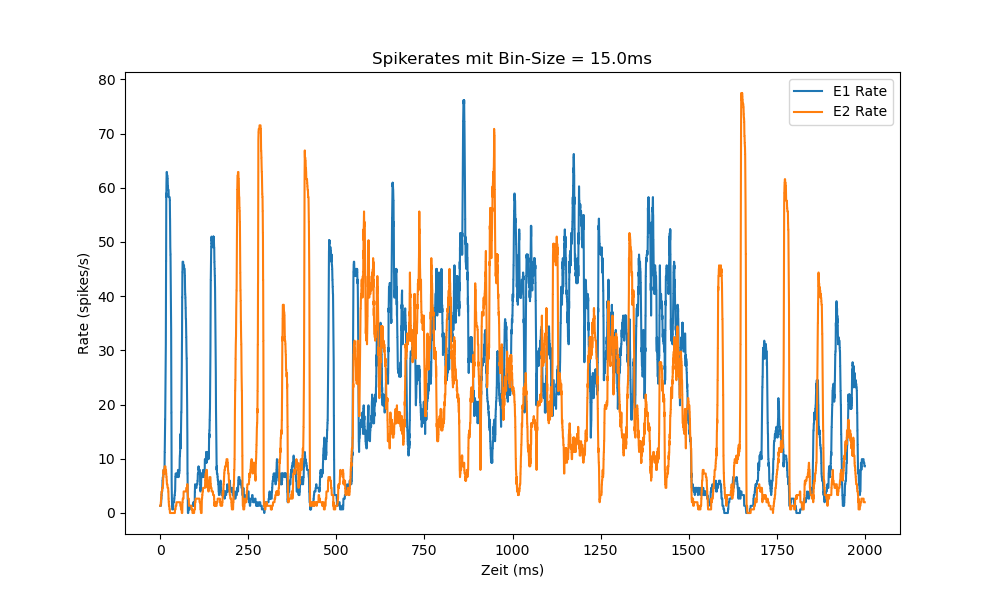 Spikerates mit Bin-Size = 15.0ms
E1 Rate
E2 Rate
Rate (spikes/s)
80
70
60
50
40
30
20
10
0
0 250 500 750 1000 1250 1500 1750 2000
Zeit (ms)